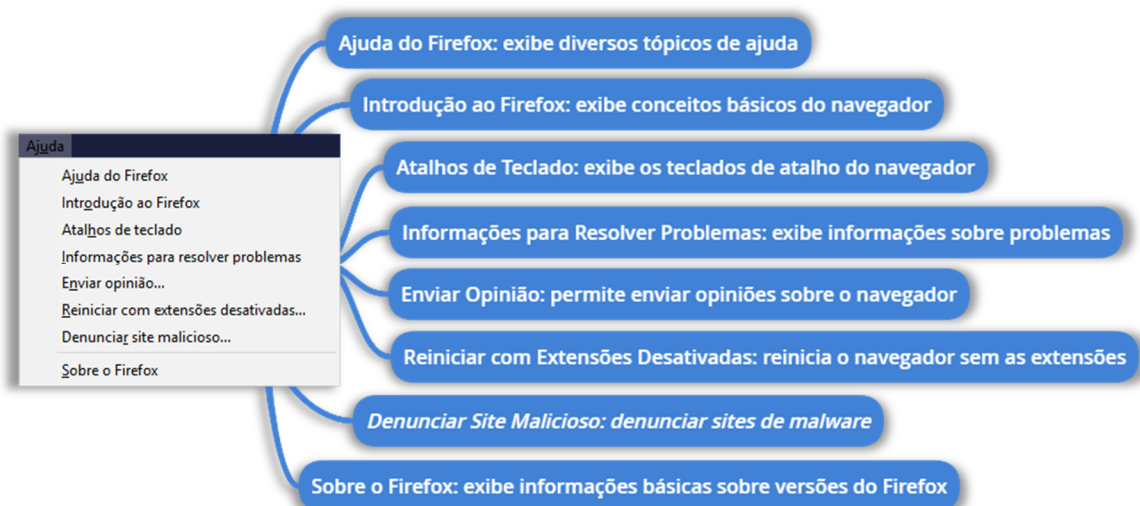 Ajuda
Ajuda do Firefox
Introdução ao Firefox
Atalhos de teclado
Informações para resolver problemas
Enviar opinião...
Reiniciar com extensões desativadas...
Denunciar site malicioso...
Sobre o Firefox
Ajuda do Firefox: exibe diversos tópicos de ajuda
Introdução ao Firefox: exibe conceitos básicos do navegador
Atalhos de Teclado: exibe os teclados de atalho do navegador
Informações para Resolver Problemas: exibe informações sobre problemas
Enviar Opinião: permite enviar opiniões sobre o navegador
Reiniciar com Extensões Desativadas: reinicia o navegador sem as extensões
Denunciar Site Malicioso: denunciar sites de malware
Sobre o Firefox: exibe informações básicas sobre versões do Firefox